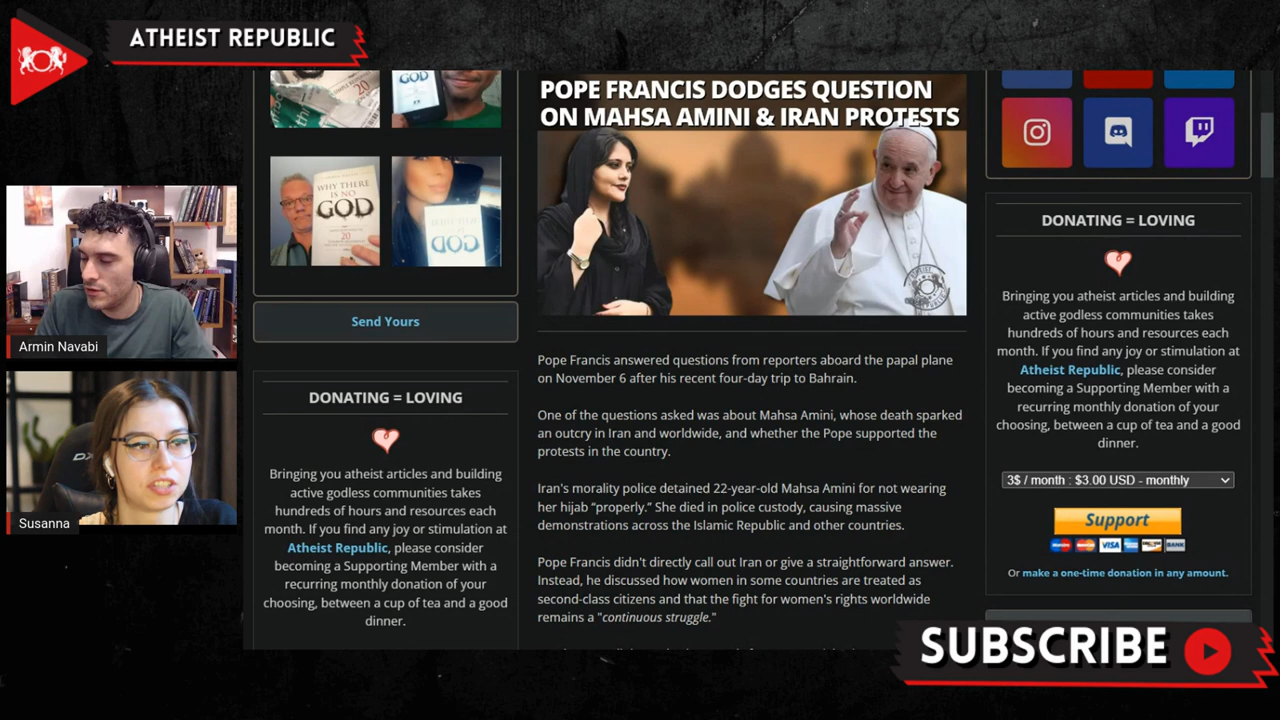 ATHEIST REPUBLIC
Armin Navabi
Susanna
GOD
WHY THERE
IS NO
GOD
20
GOD
Send Yours
DONATING = LOVING
Bringing you atheist articles and building
active godless communities takes
hundreds of hours and resources each
month. If you find any joy or stimulation at
Atheist Republic, please consider
becoming a Supporting Member with a
recurring monthly donation of your
choosing, between a cup of tea and a good
dinner.
POPE FRANCIS DODGES QUESTION
ON MAHSA AMINI & IRAN PROTESTS
Pope Francis answered questions from reporters aboard the papal plane
on November 6 after his recent four-day trip to Bahrain.
One of the questions asked was about Mahsa Amini, whose death sparked
an outcry in Iran and worldwide, and whether the Pope supported the
protests in the country.
Iran's morality police detained 22-year-old Mahsa Amini for not wearing
her hijab “properly.” She died in police custody, causing massive
demonstrations across the Islamic Republic and other countries.
Pope Francis didn't directly call out Iran or give a straightforward answer.
Instead, he discussed how women in some countries are treated as
second-class citizens and that the fight for women's rights worldwide
remains a "continuous struggle."
DONATING = LOVING
Bringing you atheist articles and building
active godless communities takes
hundreds of hours and resources each
month. If you find any joy or stimulation at
Atheist Republic, please consider
becoming a Supporting Member with a
recurring monthly donation of your
choosing, between a cup of tea and a good
dinner.
3$ / month : $3.00 USD - monthly
Support
VISA
BANK
Or make a one-time donation in any amount.
SUBSCRIBE